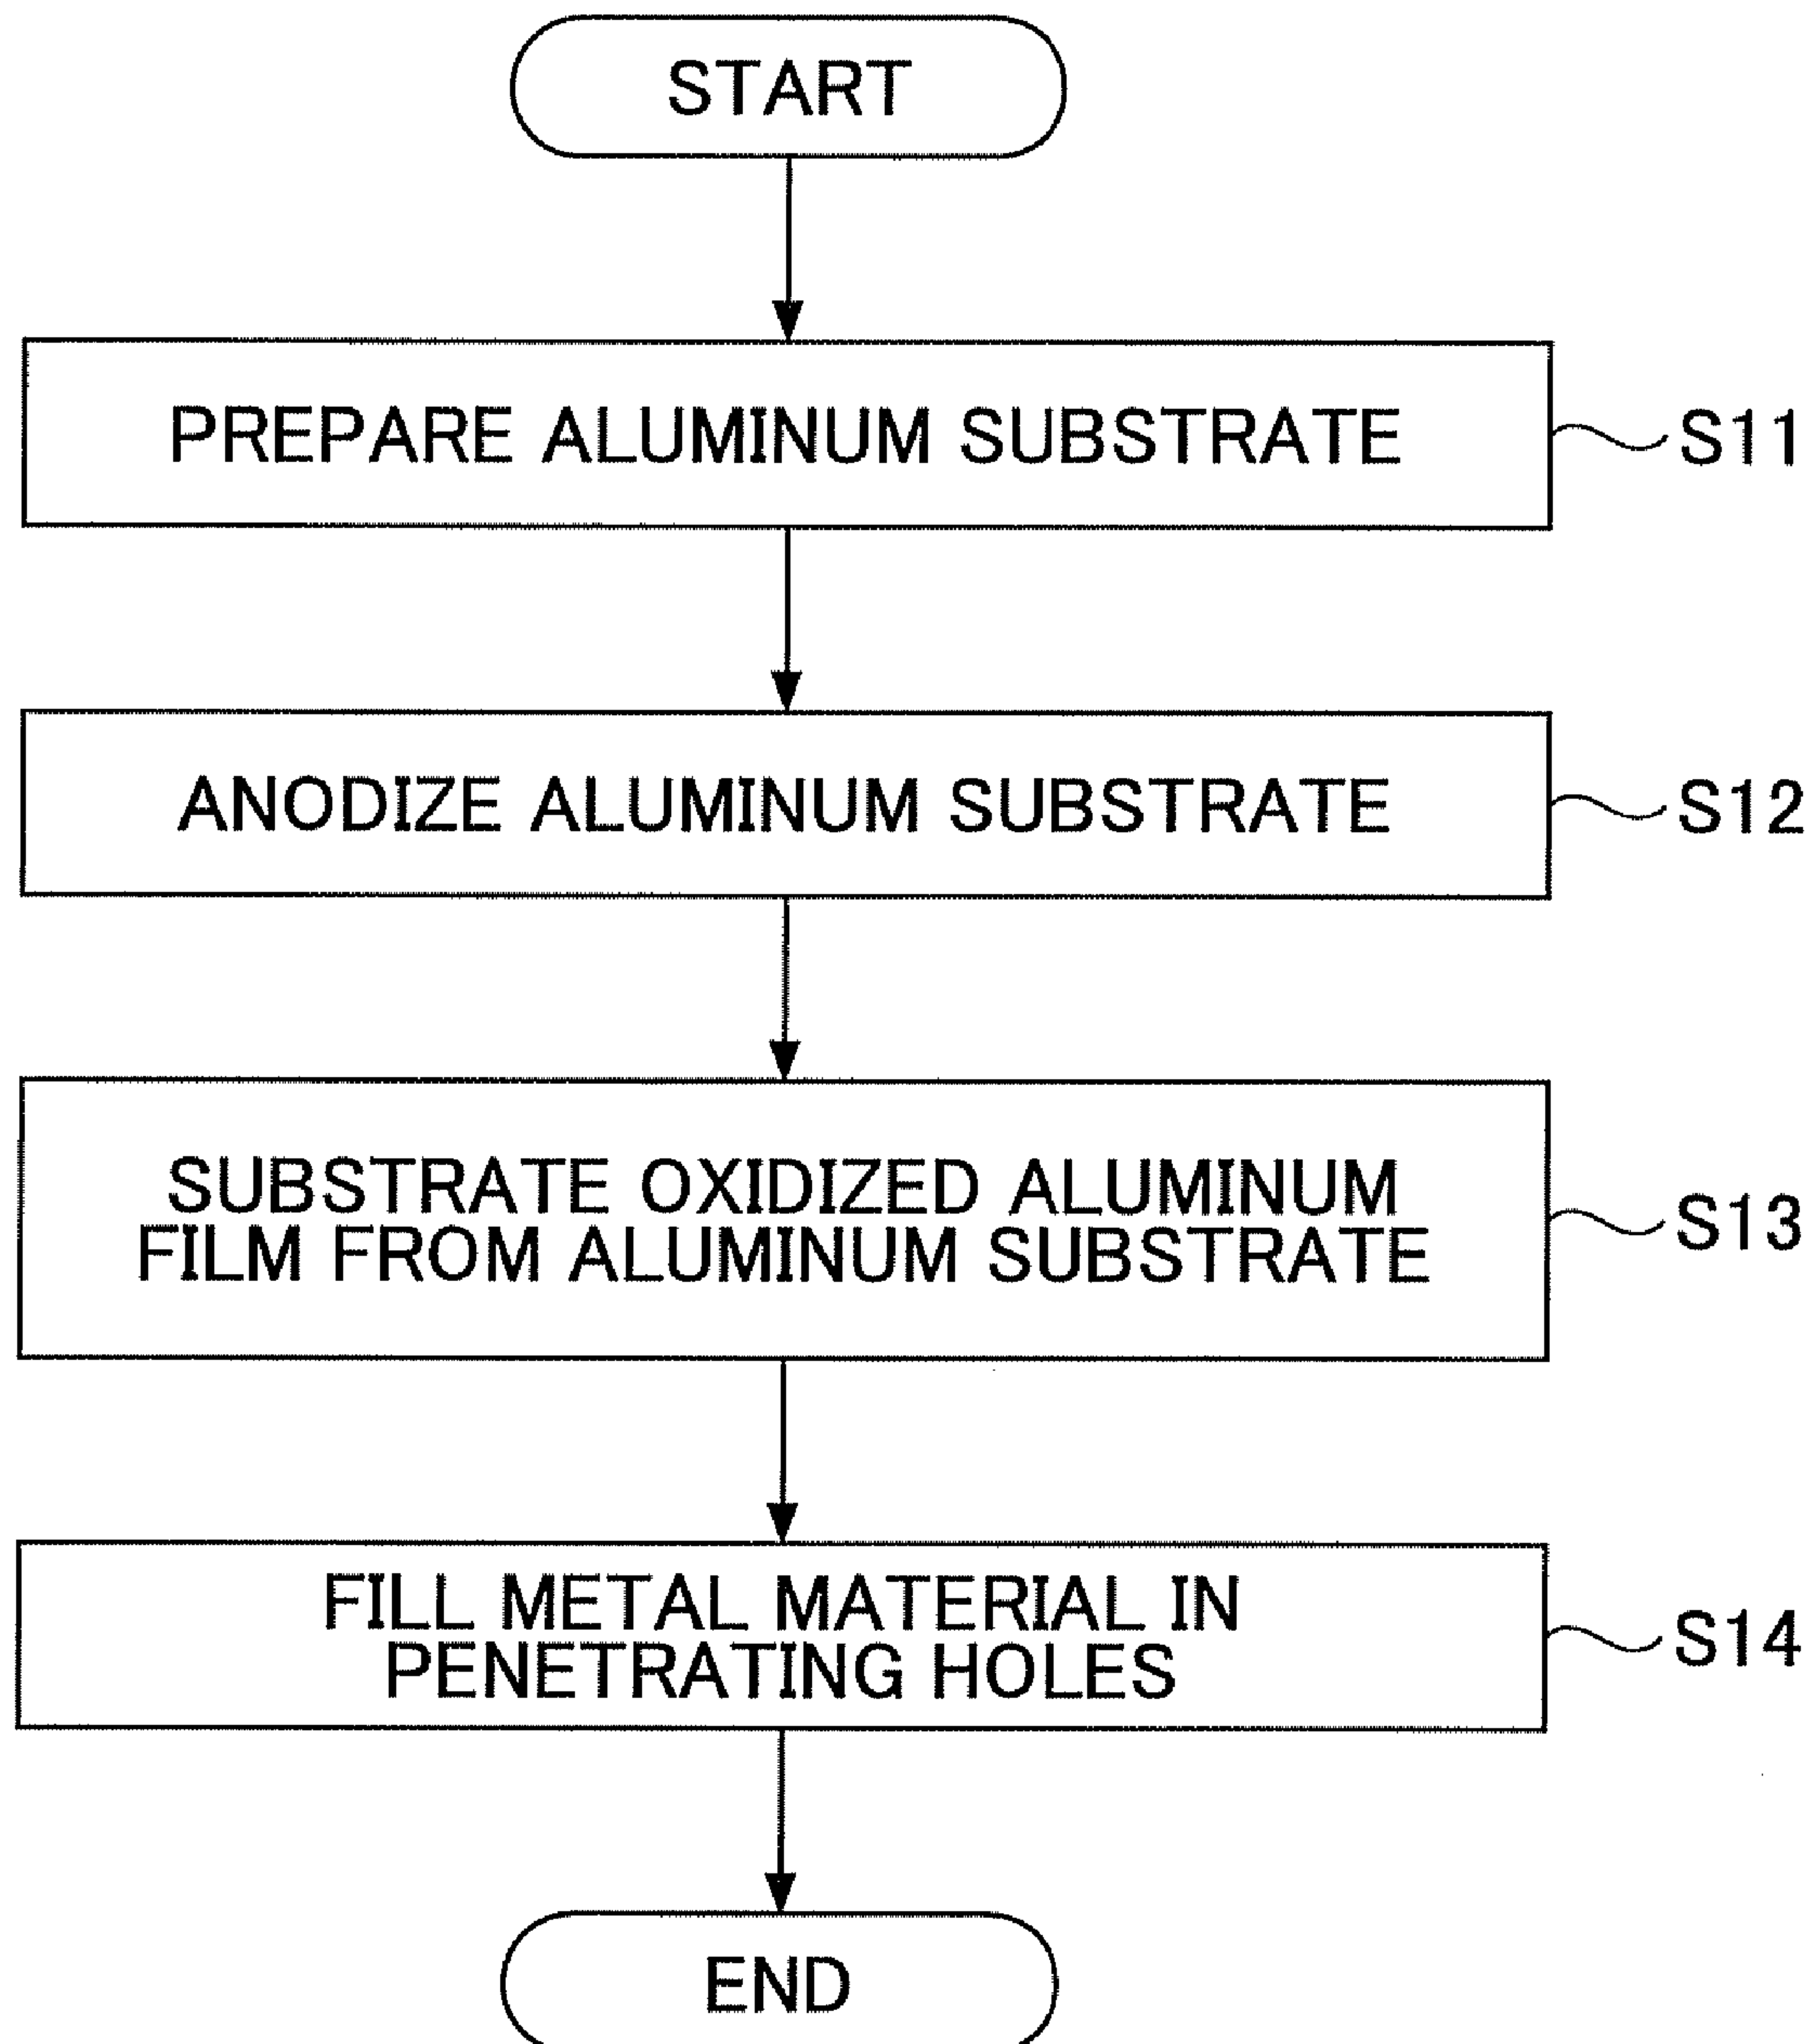 START
PREPARE ALUMINUM SUBSTRATE
S11
ANODIZE ALUMINUM SUBSTRATE
S12
SUBSTRATE OXIDIZED ALUMINUM
FILM FROM ALUMINUM SUBSTRATE
S13
FILL METAL MATERIAL IN
PENETRATING HOLES
S14
END